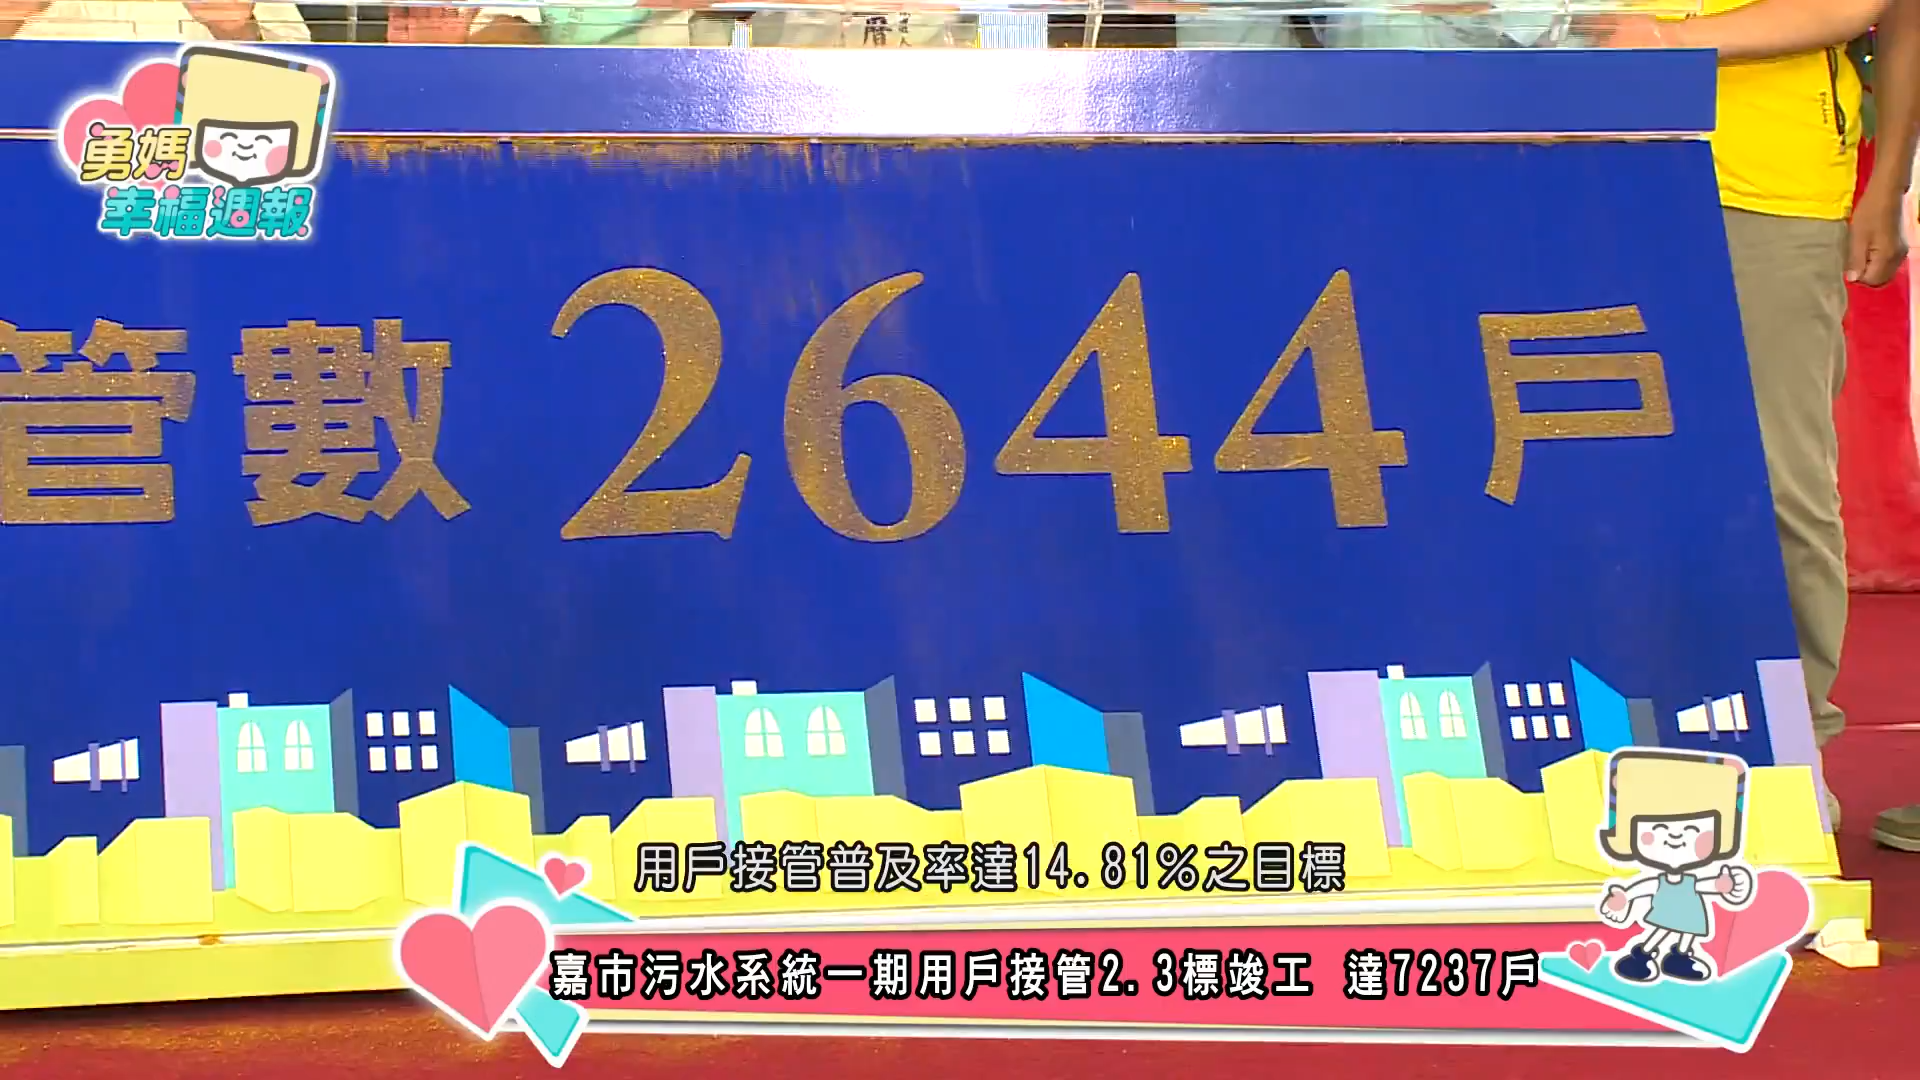 勇媽
幸福週報
管數2644戶
用戶接管普及率達14.81%之目標
嘉市污水系統一期用戶接管2.3標竣工 達7237戶